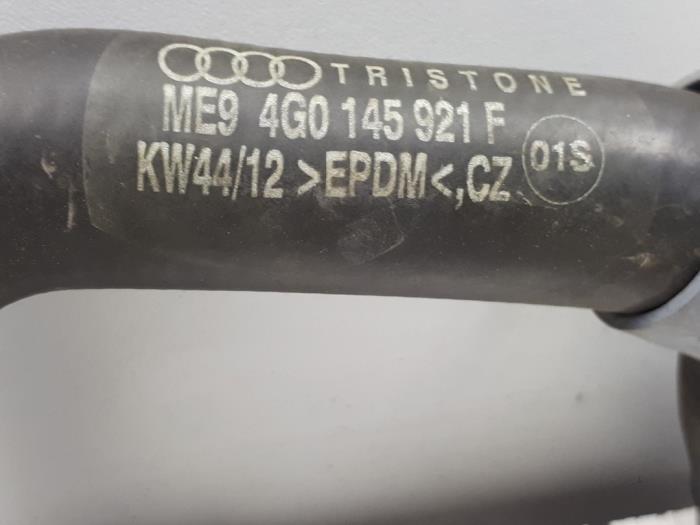 TRISTONE
ME9 4G0 145 921 F
KW44/12 >EPDM<,CZ 01S